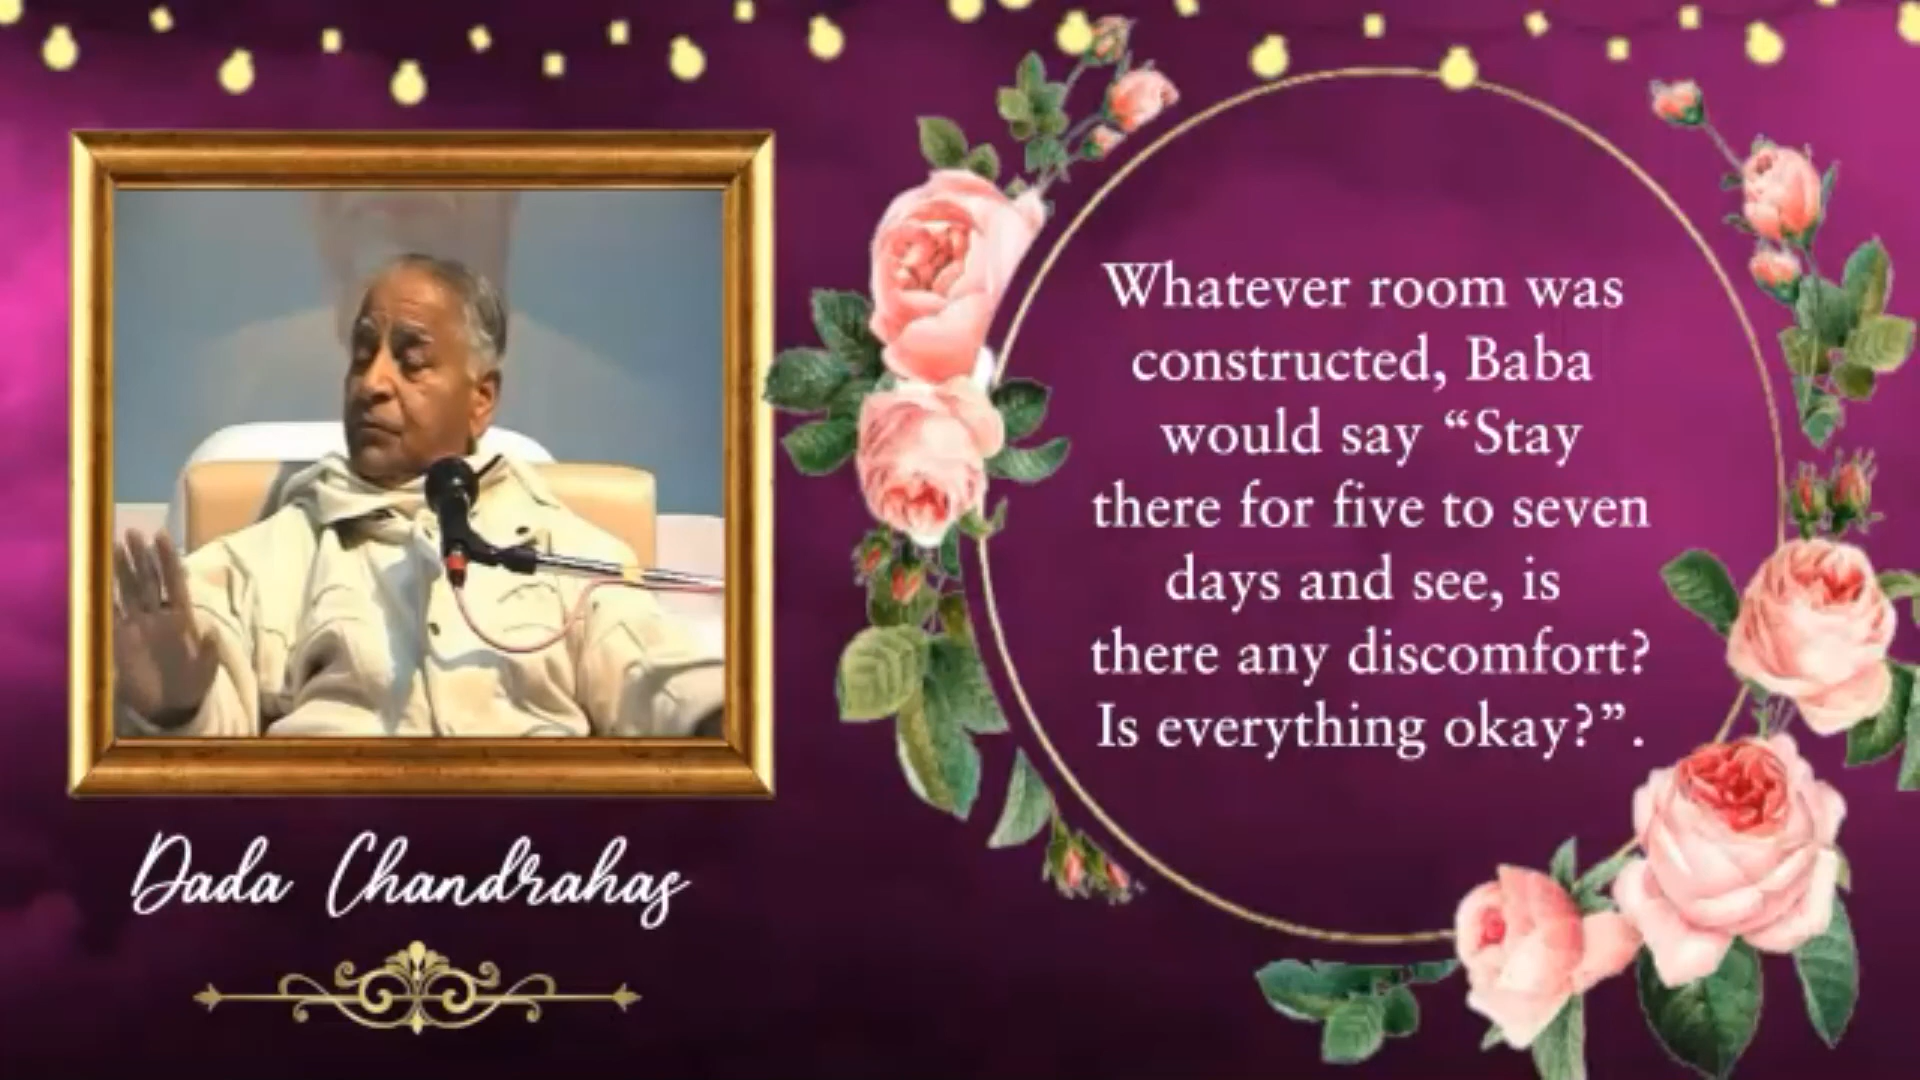 Whatever room was
constructed, Baba
would say “Stay
there for five to seven
days and see, is
there any discomfort?
Is everything okay?”.
Dada Chandrahas